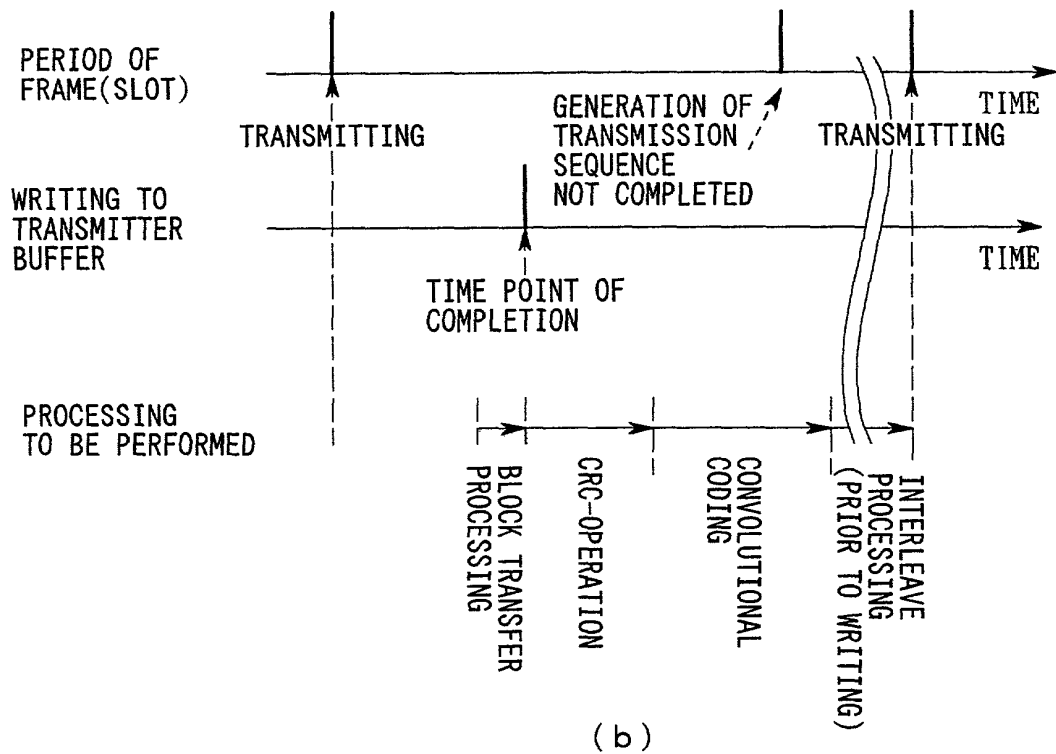 PERIOD OF
FRAME(SLOT)
TIME
TRANSMITTING
GENERATION OF
TRANSMISSION
SEQUENCE
NOT COMPLETED
TRANSMITTING
WRITING TO
TRANSMITTER
BUFFER
TIME
TIME POINT OF
COMPLETION
PROCESSING
TO BE PERFORMED
BLOCK TRANSFER
PROCESSING
CRC-OPERATION
CONVOLUTIONAL
CODING
INTERLEAVE
PROCESSING
(PRIOR TO WRITING)
(b)